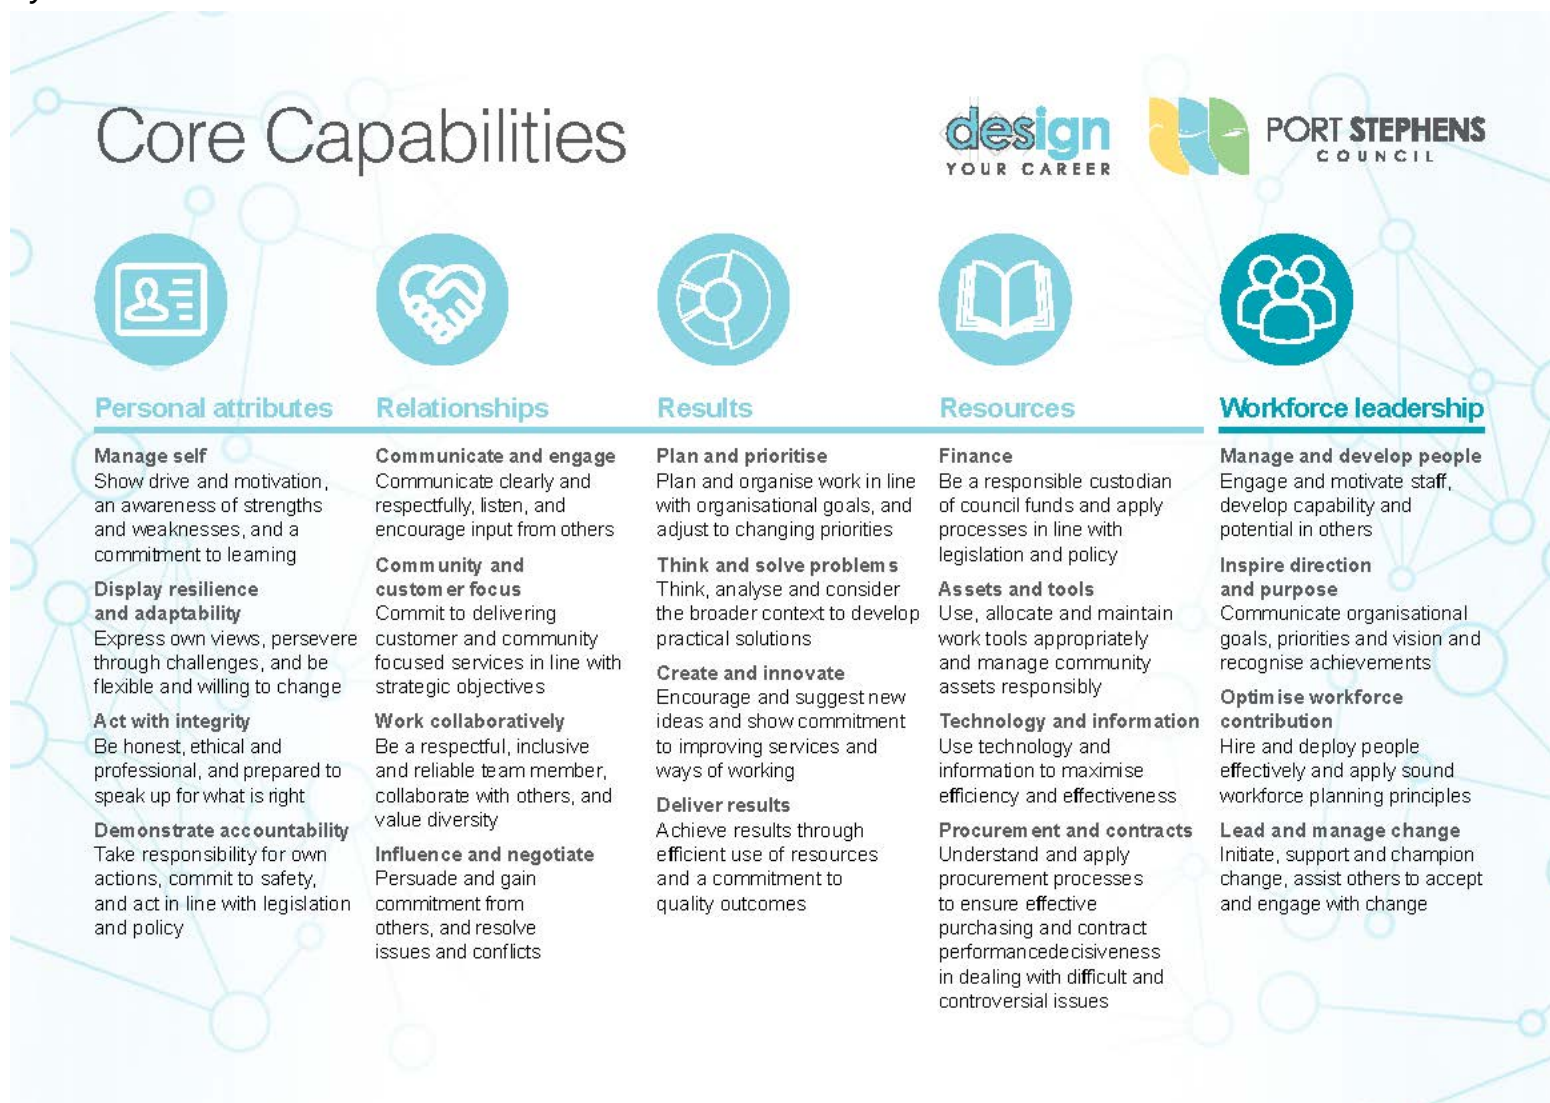 Core Capabilities
design
YOUR CAREER
PORT STEPHENS
COUNCIL
Personal attributes
Manage self
Show drive and motivation,
an awareness of strengths
and weaknesses, and a
commitment to learning
Display resilience
and adaptability
Express own views, persevere
through challenges, and be
flexible and willing to change
Act with integrity
Be honest, ethical and
professional, and prepared to
speak up for what is right
Demonstrate accountability
Take responsibility for own
actions, commit to safety,
and act in line with legislation
and policy
Relationships
Communicate and engage
Communicate clearly and
respectfully, listen, and
encourage input from others
Community and
customer focus
Commit to delivering
customer and community
focused services in line with
strategic objectives
Work collaboratively
Be a respectful, inclusive
and reliable team member,
collaborate with others, and
value diversity
Influence and negotiate
Persuade and gain
commitment from
others, and resolve
issues and conflicts
Results
Plan and prioritise
Plan and organise work in line
with organisational goals, and
adjust to changing priorities
Think and solve problems
Think, analyse and consider
the broader context to develop
practical solutions
Create and innovate
Encourage and suggest new
ideas and show commitment
to improving services and
ways of working
Deliver results
Achieve results through
efficient use of resources
and a commitment to
quality outcomes
Resources
Finance
Be a responsible custodian
of council funds and apply
processes in line with
legislation and policy
Assets and tools
Use, allocate and maintain
work tools appropriately
and manage community
assets responsibly
Technology and information
Use technology and
information to maximise
efficiency and effectiveness
Procurement and contracts
Understand and apply
procurement processes
to ensure effective
purchasing and contract
performancedecisiveness
in dealing with difficult and
controversial issues
Workforce leadership
Manage and develop people
Engage and motivate staff,
develop capability and
potential in others
Inspire direction
and purpose
Communicate organisational
goals, priorities and vision and
recognise achievements
Optimise workforce
contribution
Hire and deploy people
effectively and apply sound
workforce planning principles
Lead and manage change
Initiate, support and champion
change, assist others to accept
and engage with change